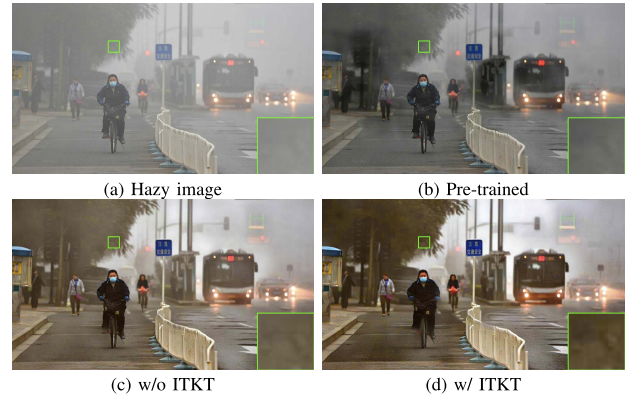 (a) Hazy image
(b) Pre-trained
(c) w/o ITKT
(d) w/ ITKT